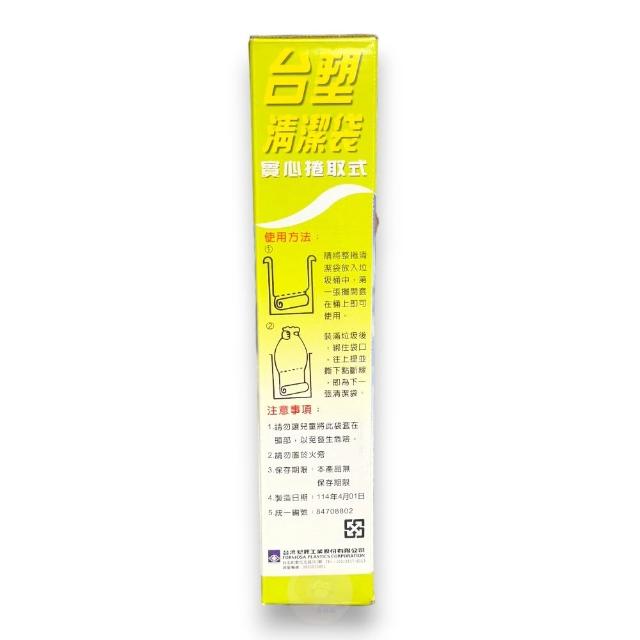 台塑
清潔袋
實心捲取式
使用方法：
①
請將整捲清
潔袋放入垃
圾桶中，第
一張攤開套
在桶上即可
使用。
②
裝滿垃圾後
，綁住袋口
，往上提並
撕下點斷線
，即為下一
張清潔袋。
注意事項：
1.請勿讓兒童將此袋套在
頭部，以免發生危險。
2.請勿置於火旁
3.保存期限：本產品無
保存期限
4.製造日期：114年4月01日
5.統一編號：84708802
台灣塑膠工業股份有限公司
FORMOSA PLASTICS CORPORATION